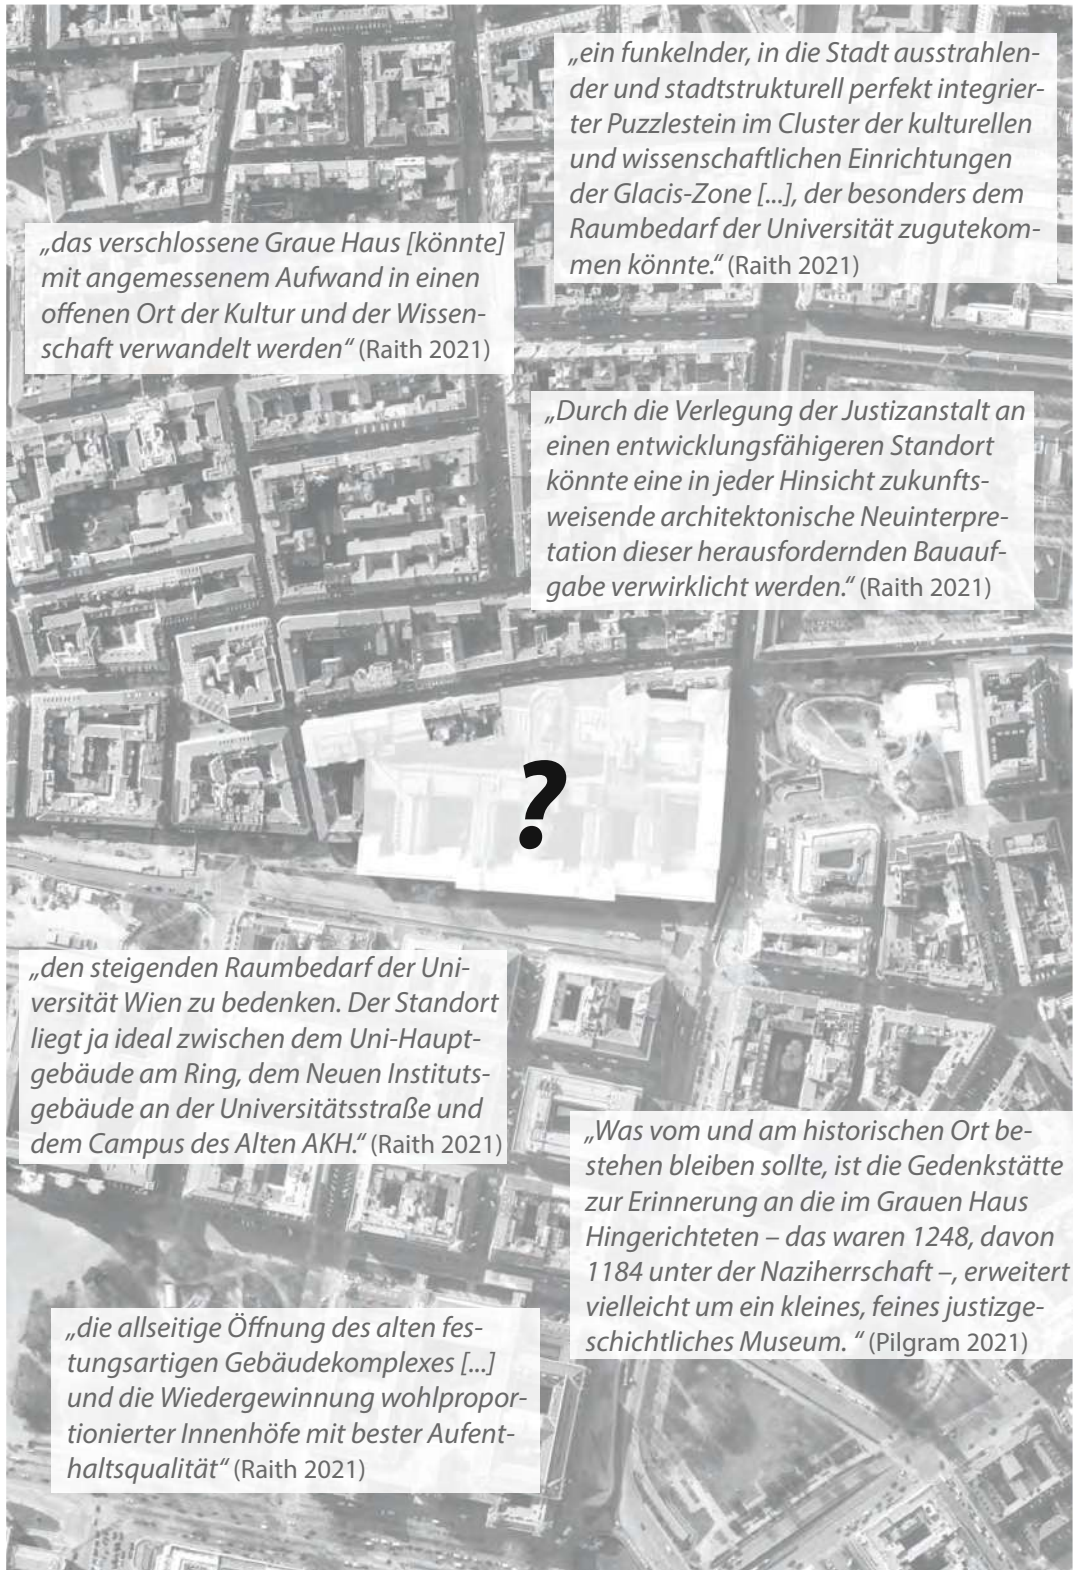 „ein funkelnder, in die Stadt ausstrahlen-
der und stadtstrukturell perfekt integrier-
ter Puzzlestein im Cluster der kulturellen
und wissenschaftlichen Einrichtungen
der Glacis-Zone [...], der besonders dem
Raumbedarf der Universität zugutekom-
men könnte.“ (Raith 2021)
„das verschlossene Graue Haus [könnte]
mit angemessenem Aufwand in einen
offenen Ort der Kultur und der Wissen-
schaft verwandelt werden“ (Raith 2021)
„Durch die Verlegung der Justizanstalt an
einen entwicklungsfähigeren Standort
könnte eine in jeder Hinsicht zukunfts-
weisende architektonische Neuinterpre-
tation dieser herausfordernden Bauauf-
gabe verwirklicht werden.“ (Raith 2021)
?
„den steigenden Raumbedarf der Uni-
versität Wien zu bedenken. Der Standort
liegt ja ideal zwischen dem Uni-Haupt-
gebäude am Ring, dem Neuen Instituts-
gebäude an der Universitätsstraße und
dem Campus des Alten AKH.“ (Raith 2021)
„Was vom und am historischen Ort be-
stehen bleiben sollte, ist die Gedenkstätte
zur Erinnerung an die im Grauen Haus
Hingerichteten – das waren 1248, davon
1184 unter der Naziherrschaft –, erweitert
vielleicht um ein kleines, feines justizge-
schichtliches Museum. “ (Pilgram 2021)
„die allseitige Öffnung des alten fes-
tungsartigen Gebäudekomplexes [...]
und die Wiedergewinnung wohlpropor-
tionierter Innenhöfe mit bester Aufent-
haltsqualität“ (Raith 2021)